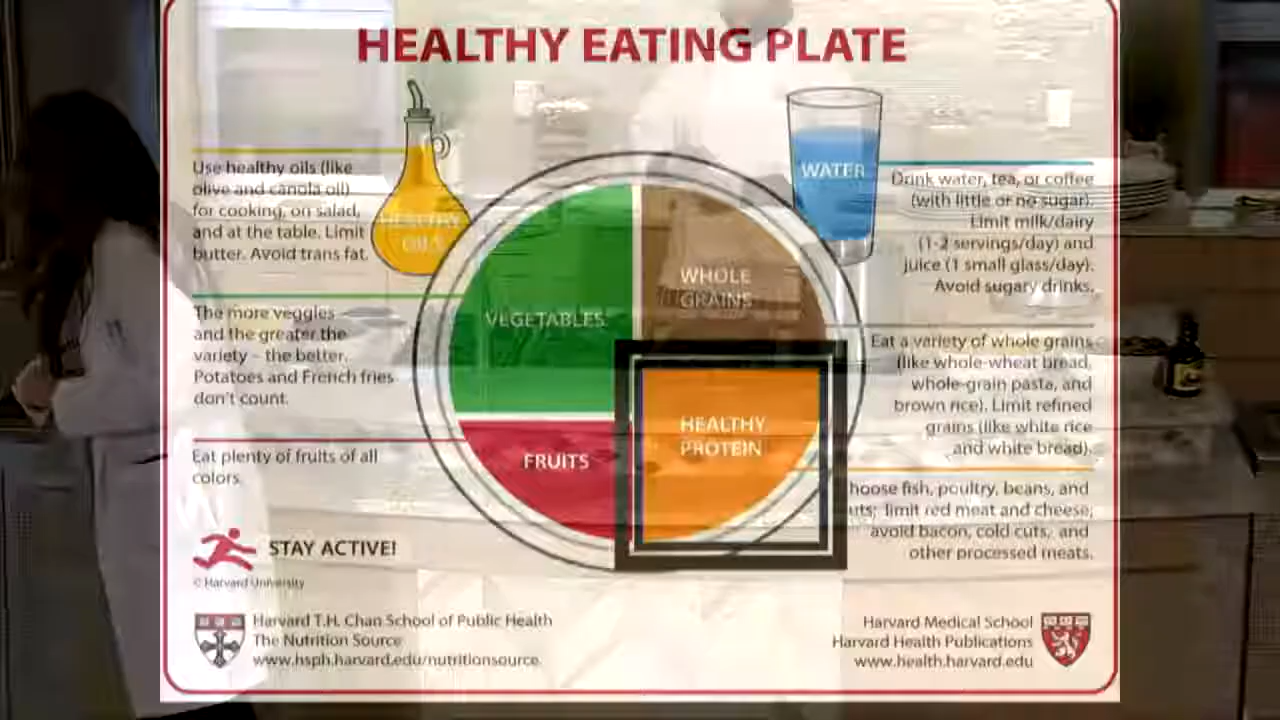 HEALTHY EATING PLATE
Use healthy oils (like
olive and canola oil)
for cooking, on salad,
and at the table. Limit
butter. Avoid trans fat.
HEALTHY
OILS
WATER
Drink water, tea, or coffee
(with little or no sugar).
Limit milk/dairy
(1-2 servings/day) and
juice (1 small glass/day).
Avoid sugary drinks.
The more veggies –
and the greater the
variety – the better.
Potatoes and French fries
don't count.
VEGETABLES
WHOLE
GRAINS
Eat a variety of whole grains
(like whole-wheat bread,
whole-grain pasta, and
brown rice). Limit refined
grains (like white rice
and white bread).
Eat plenty of fruits of all
colors.
FRUITS
HEALTHY
PROTEIN
hoose fish, poultry, beans, and
uts; limit red meat and cheese;
avoid bacon, cold cuts, and
other processed meats.
STAY ACTIVE!
© Harvard University
Harvard T.H. Chan School of Public Health
The Nutrition Source
www.hsph.harvard.edu/nutritionsource
Harvard Medical School
Harvard Health Publications
www.health.harvard.edu